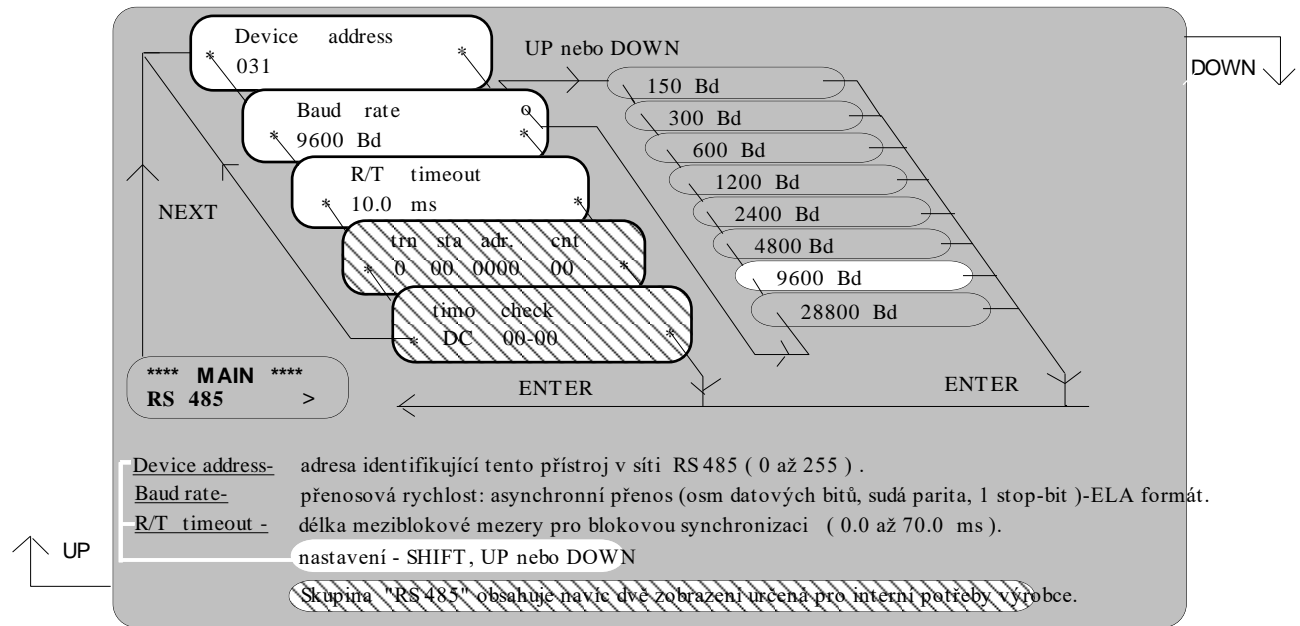 Device address
* *
031
UP nebo DOWN
DOWN
150 Bd
Baud rate o
* 9600 Bd *
300 Bd
600 Bd
R/T timeout
* 10.0 ms *
1200 Bd
NEXT
2400 Bd
trn sta adr. cnt
* 0 00 0000 00 *
4800 Bd
9600 Bd
timo check
* DC 00-00 *
28800 Bd
**** MAIN ****
RS 485 >
ENTER
ENTER
Device address- adresa identifikující tento přístroj v síti RS 485 ( 0 až 255 ) .
Baud rate- přenosová rychlost: asynchronní přenos (osm datových bitů, sudá parita, 1 stop-bit )-ELA formát.
R/T timeout - délka meziblokové mezery pro blokovou synchronizaci ( 0.0 až 70.0 ms ).
UP
nastavení - SHIFT, UP nebo DOWN
Skupina "RS 485" obsahuje navíc dvě zobrazení určená pro interní potřeby výrobce.